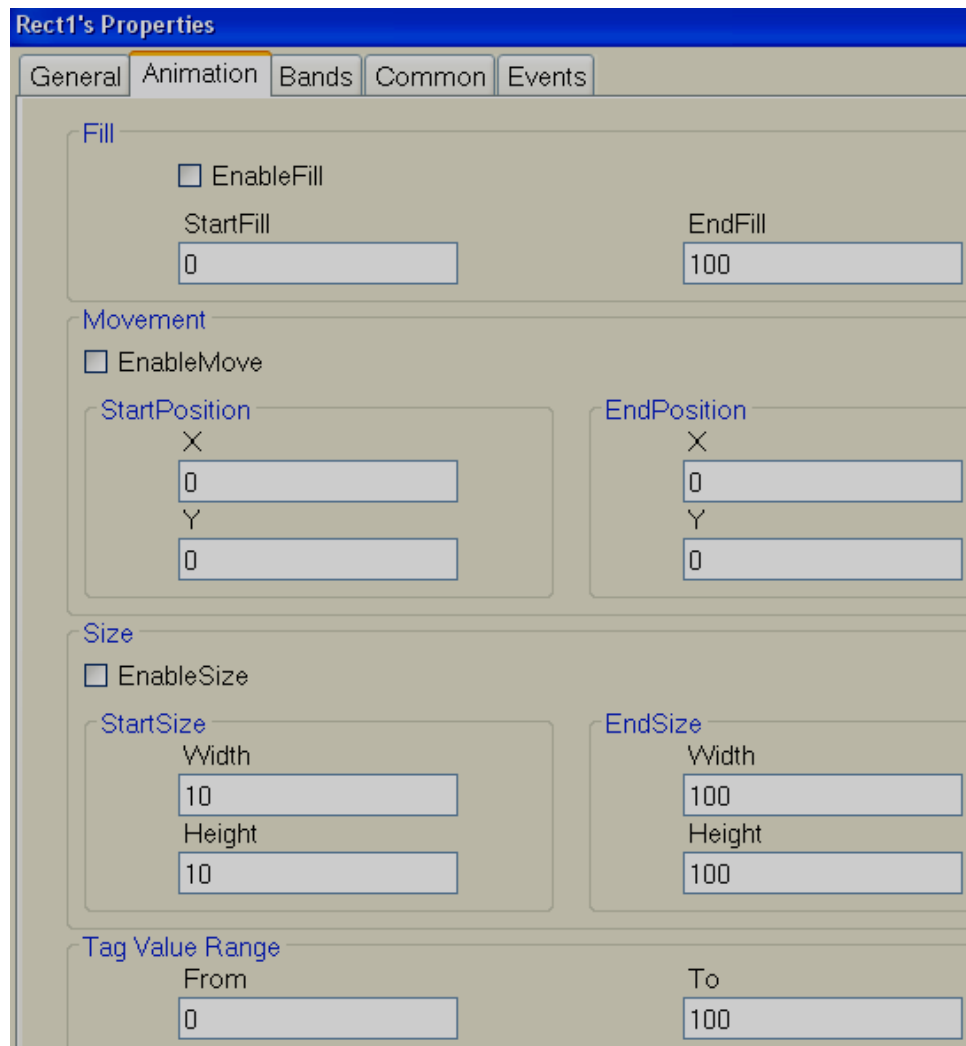 Rect1's Properties
General Animation Bands Common Events
Fill
EnableFill
StartFill EndFill
0 100
Movement
EnableMove
StartPosition EndPosition
X X
0 0
Y Y
0 0
Size
EnableSize
StartSize EndSize
Width Width
10 100
Height Height
10 100
Tag Value Range
From To
0 100